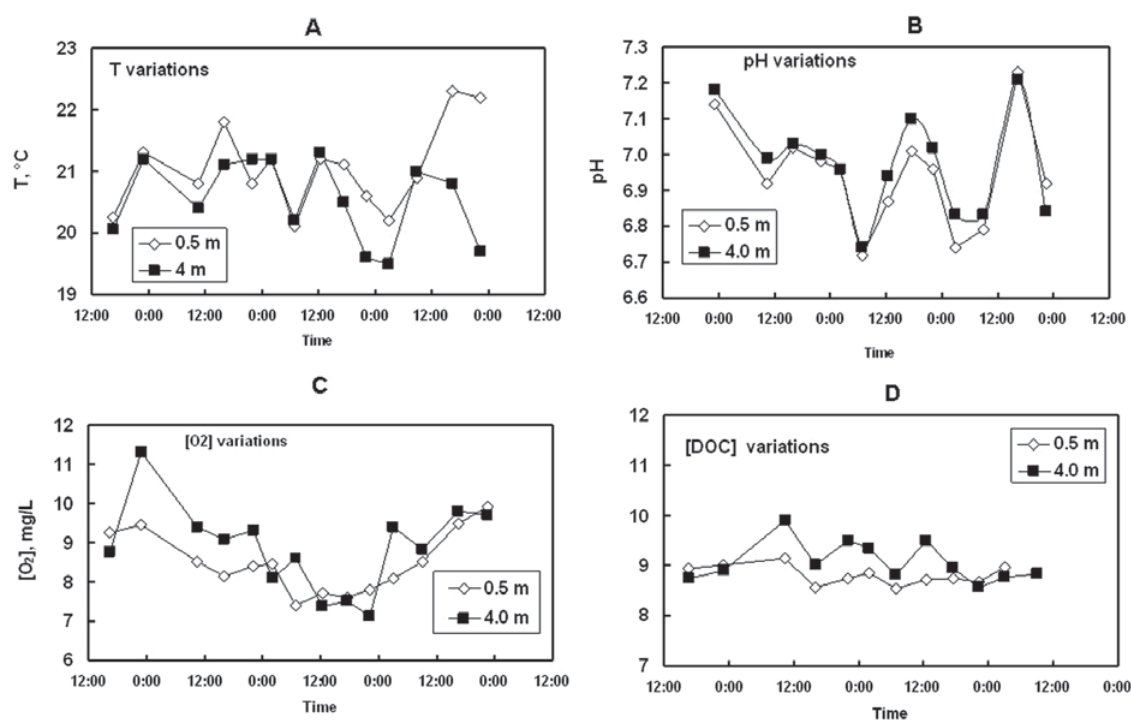 A
T variations
T, °C
23
22
21
20
19
0.5 m
4 m
12:00 0:00 12:00 0:00 12:00 0:00 12:00 0:00 12:00
Time
B
pH variations
pH
7.3
7.2
7.1
7.0
6.9
6.8
6.7
6.6
0.5 m
4.0 m
12:00 0:00 12:00 0:00 12:00 0:00 12:00 0:00 12:00
Time
C
[O2] variations
[O₂], mg/L
12
11
10
9
8
7
6
0.5 m
4.0 m
12:00 0:00 12:00 0:00 12:00 0:00 12:00 0:00 12:00
Time
D
[DOC] variations
12
11
10
9
8
7
0.5 m
4.0 m
12:00 0:00 12:00 0:00 12:00 0:00 12:00 0:00
Time